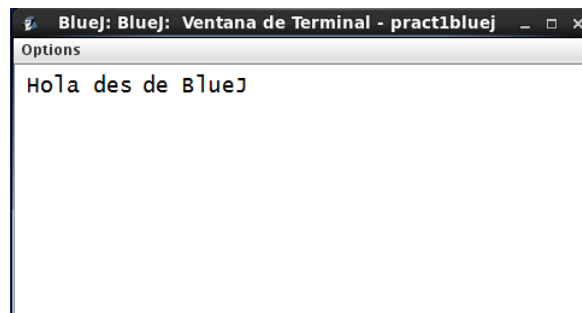 BlueJ: BlueJ: Ventana de Terminal - pract1bluej
Options
Hola des de BlueJ